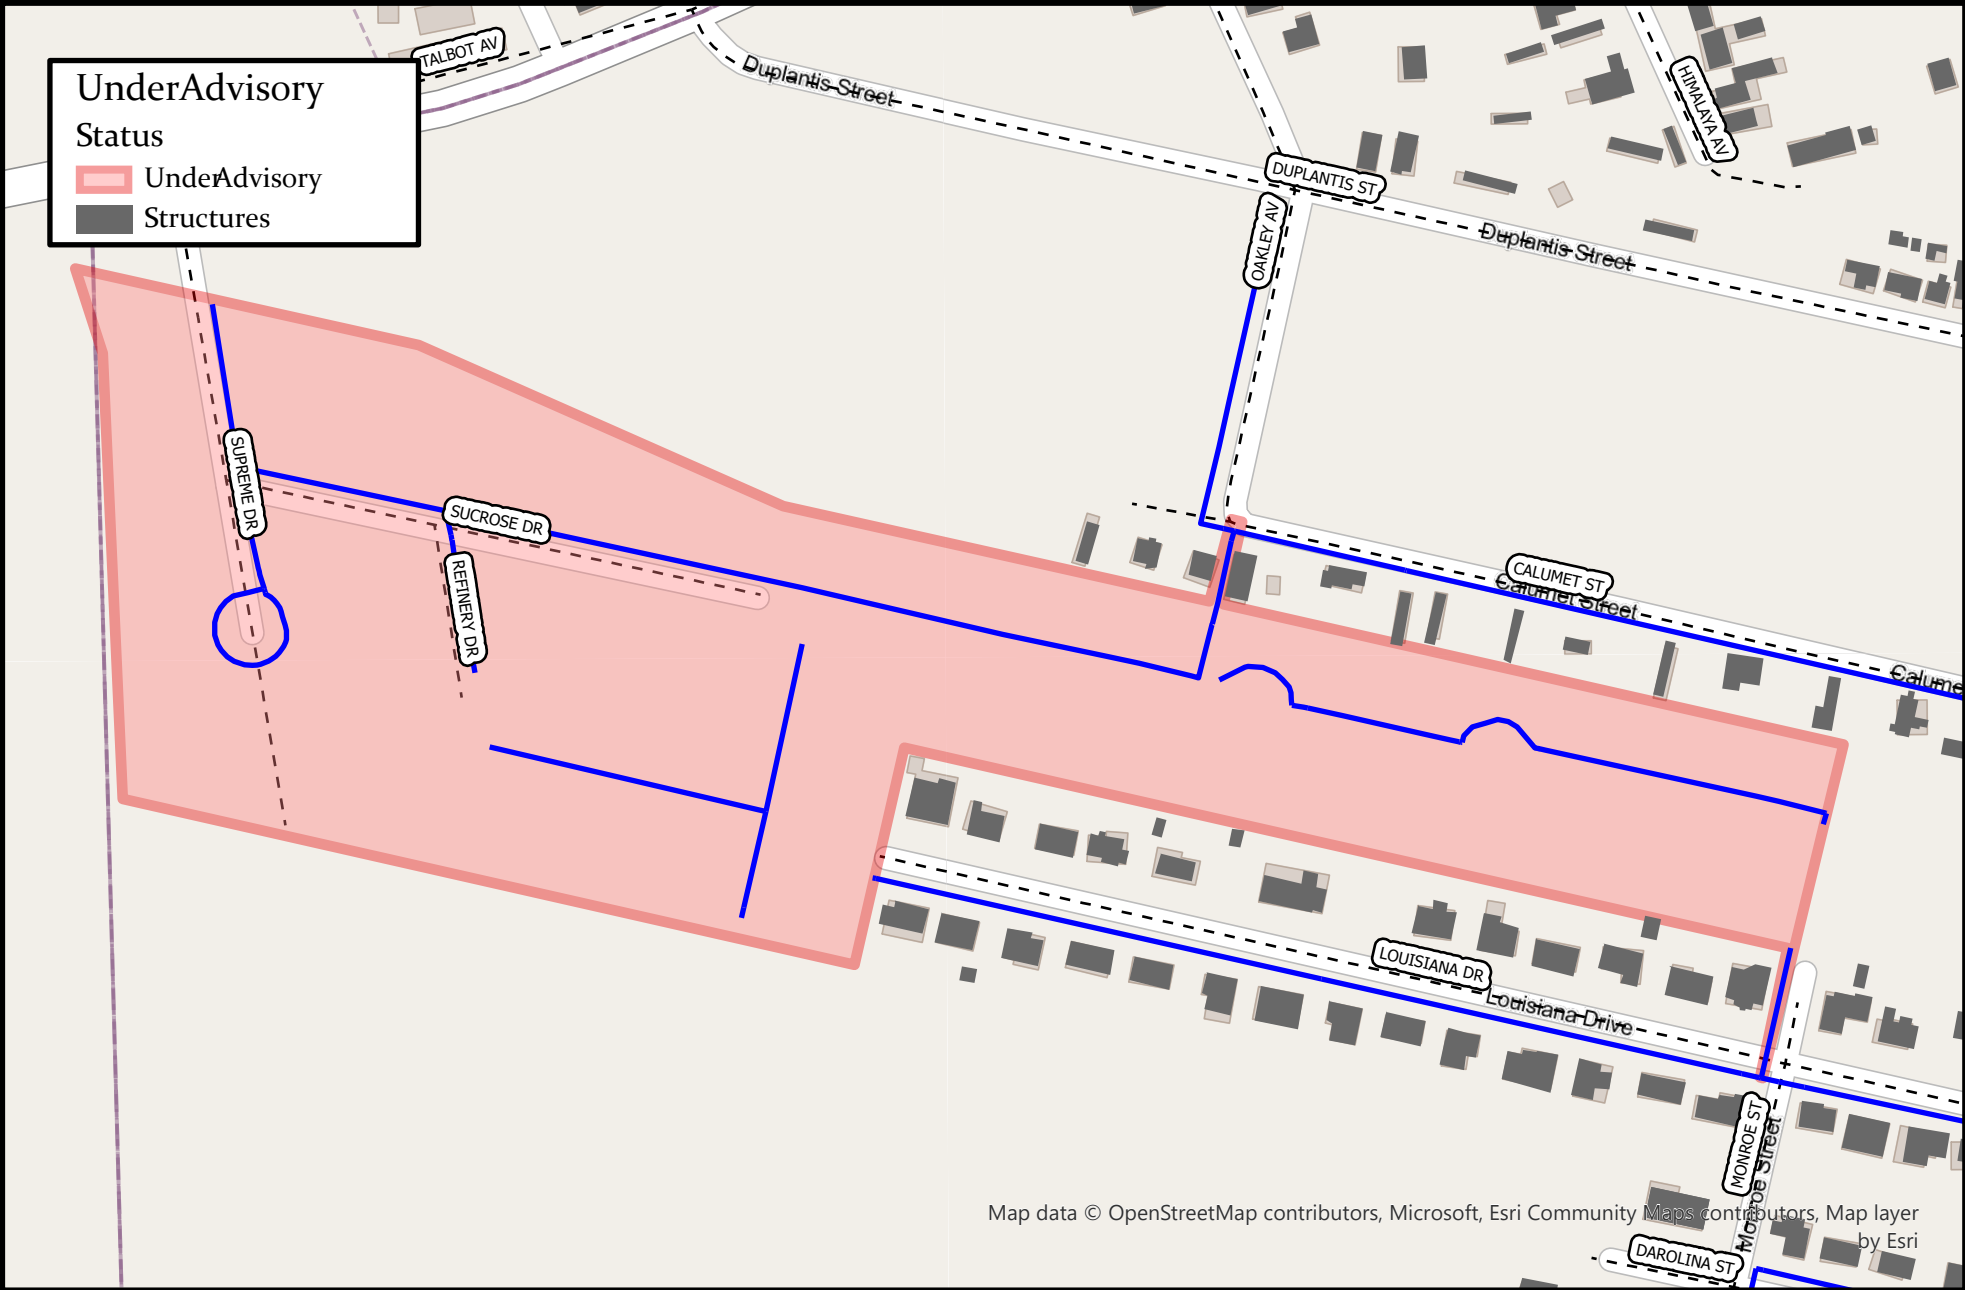 TALBOT AV
Duplantis Street
HIMALAYA AV
UnderAdvisory
Status
UnderAdvisory
Structures
DUPLANTIS ST
OAKLEY AV
Duplantis Street
SUPREME DR
SUCROSE DR
REFINERY DR
CALUMET ST
Calumet Street
Calume
LOUISIANA DR
Louisiana Drive
MONROE ST
Monroe Street
Map data © OpenStreetMap contributors, Microsoft, Esri Community Maps contributors, Map layer
by Esri
DAROLINA ST